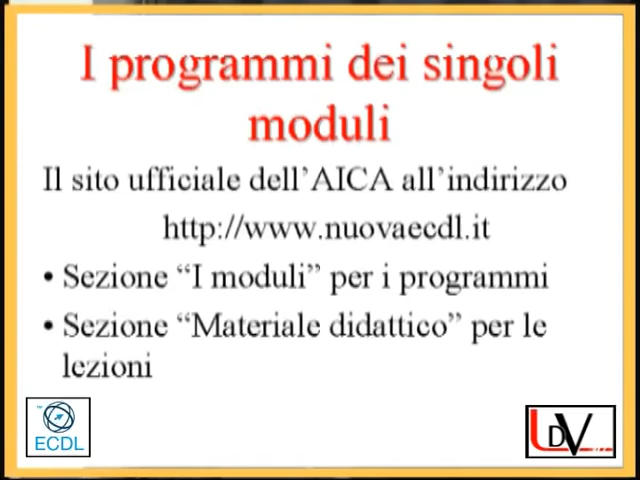 I programmi dei singoli
moduli
Il sito ufficiale dell’AICA all’indirizzo
http://www.nuovaecdl.it
• Sezione “I moduli” per i programmi
• Sezione “Materiale didattico” per le
lezioni
ECDL
LDV